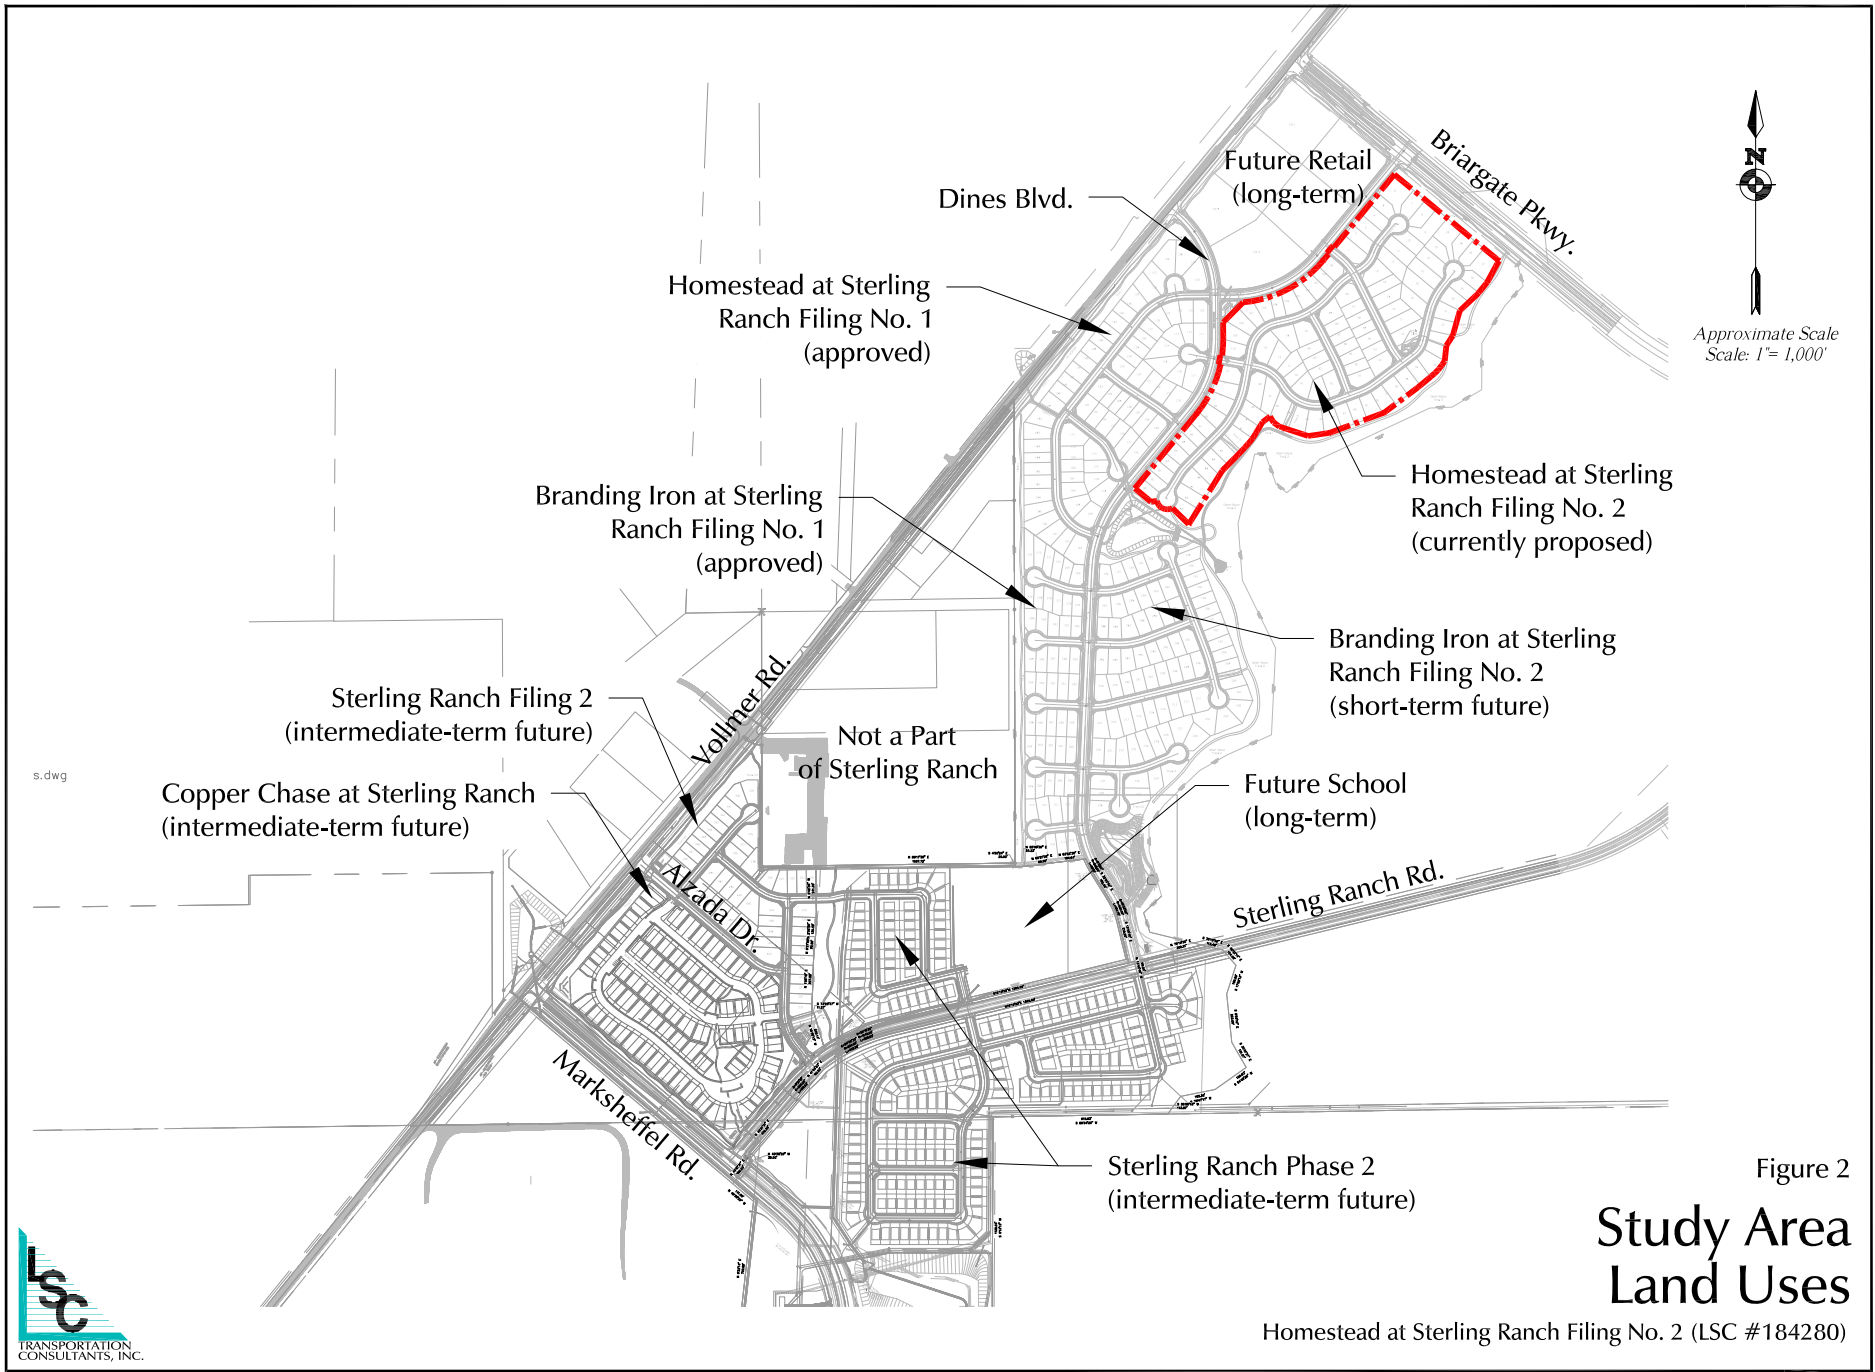 Briargate Pkwy.
Future Retail
(long-term)
Dines Blvd.
N
Approximate Scale
Scale: 1"= 1,000'
Homestead at Sterling
Ranch Filing No. 1
(approved)
Homestead at Sterling
Ranch Filing No. 2
(currently proposed)
Branding Iron at Sterling
Ranch Filing No. 1
(approved)
Branding Iron at Sterling
Ranch Filing No. 2
(short-term future)
Vollmer Rd.
Sterling Ranch Filing 2
(intermediate-term future)
Not a Part
of Sterling Ranch
s.dwg
Copper Chase at Sterling Ranch
(intermediate-term future)
Future School
(long-term)
Alzada Dr.
Sterling Ranch Rd.
Marksheffel Rd.
Sterling Ranch Phase 2
(intermediate-term future)
Figure 2
Study Area
Land Uses
Homestead at Sterling Ranch Filing No. 2 (LSC #184280)
LSC
TRANSPORTATION
CONSULTANTS, INC.